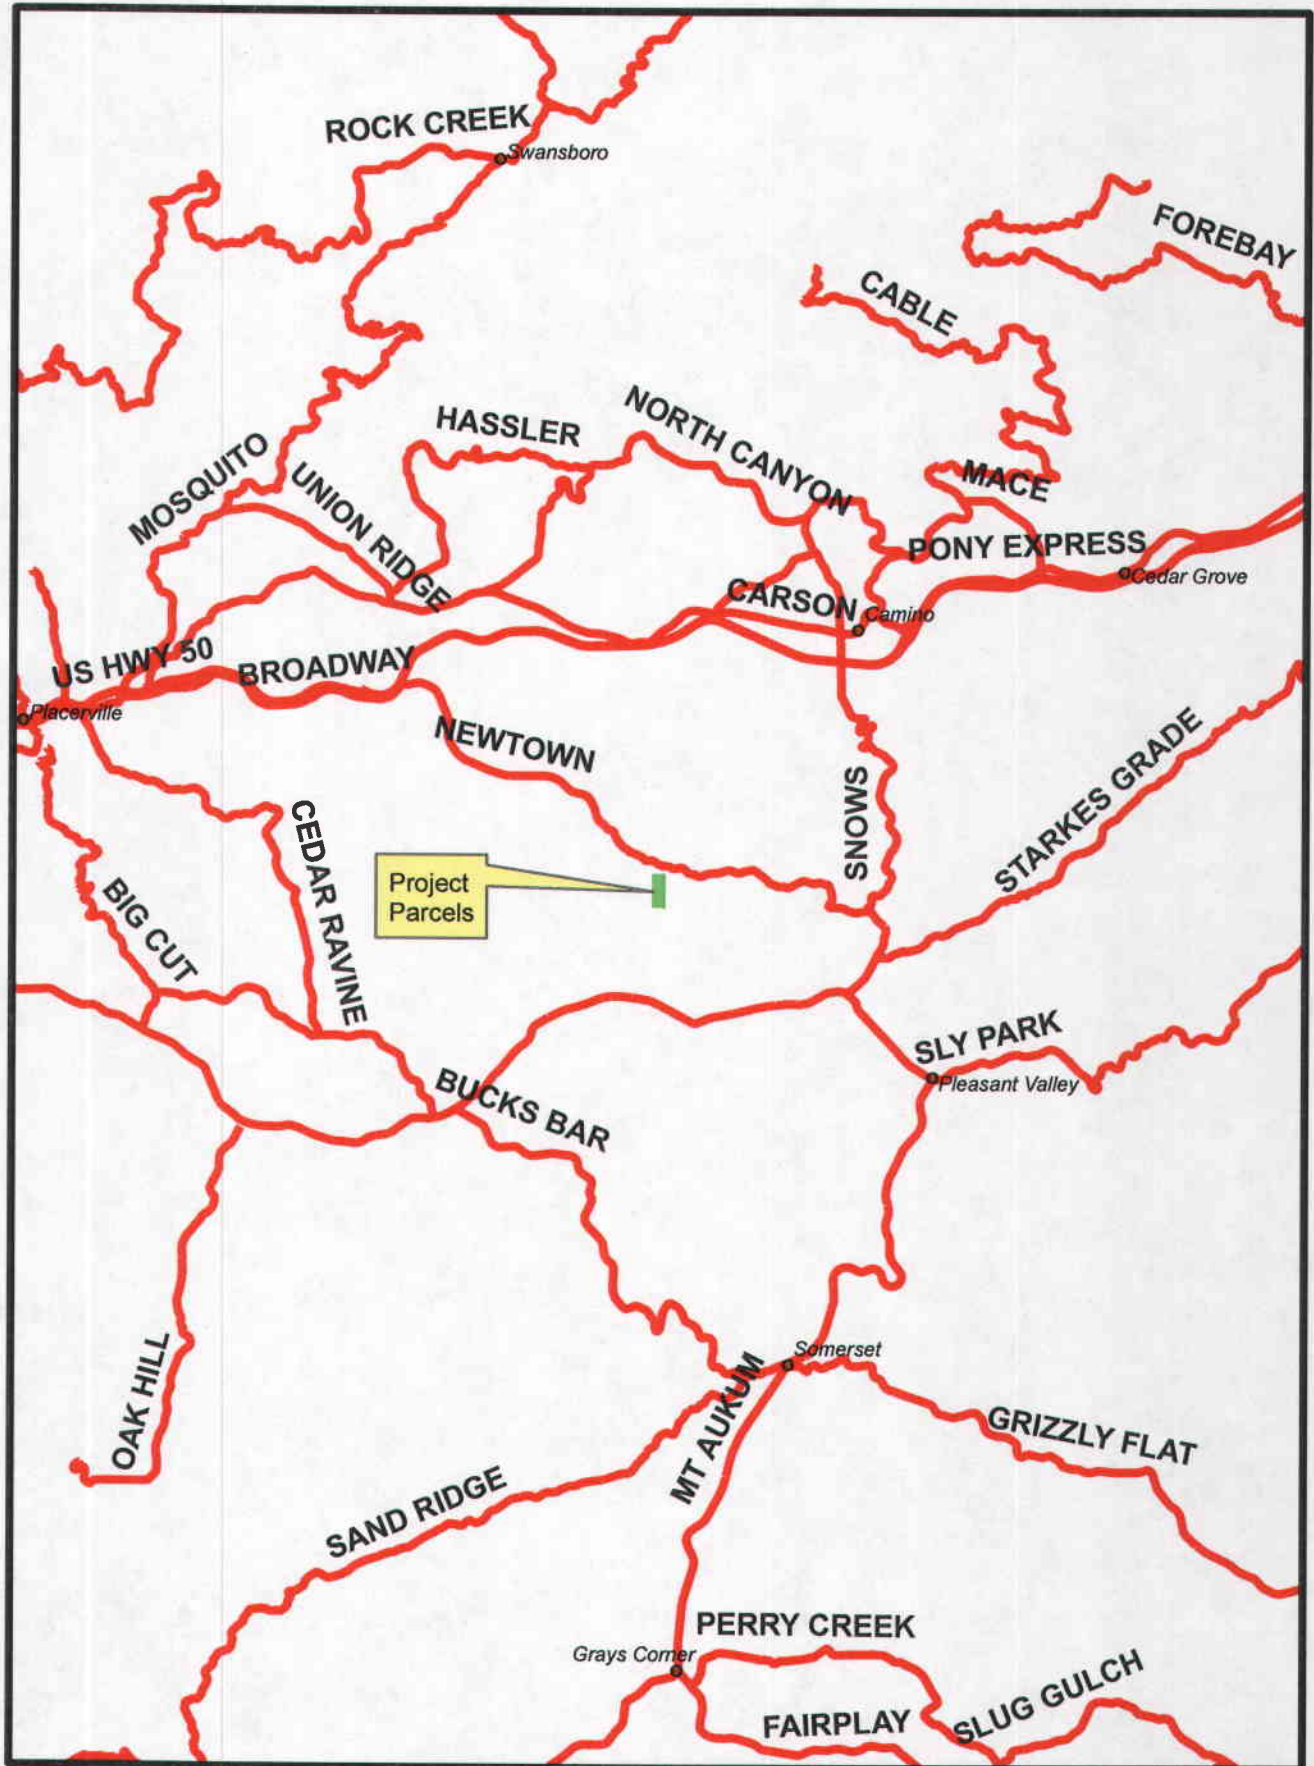 ROCK CREEK
Swansboro
FOREBAY
CABLE
HASSLER
NORTH CANYON
MOSQUITO
UNION RIDGE
MACE
PONY EXPRESS
Cedar Grove
CARSON
Camino
US HWY 50
BROADWAY
Placerville
NEWTOWN
SNOWS
STARKES GRADE
CEDAR RAVINE
Project
Parcels
BIG CUT
SLY PARK
Pleasant Valley
BUCKS BAR
Somerset
MT AUKUM
OAK HILL
GRIZZLY FLAT
SAND RIDGE
PERRY CREEK
Grays Corner
SLUG GULCH
FAIRPLAY